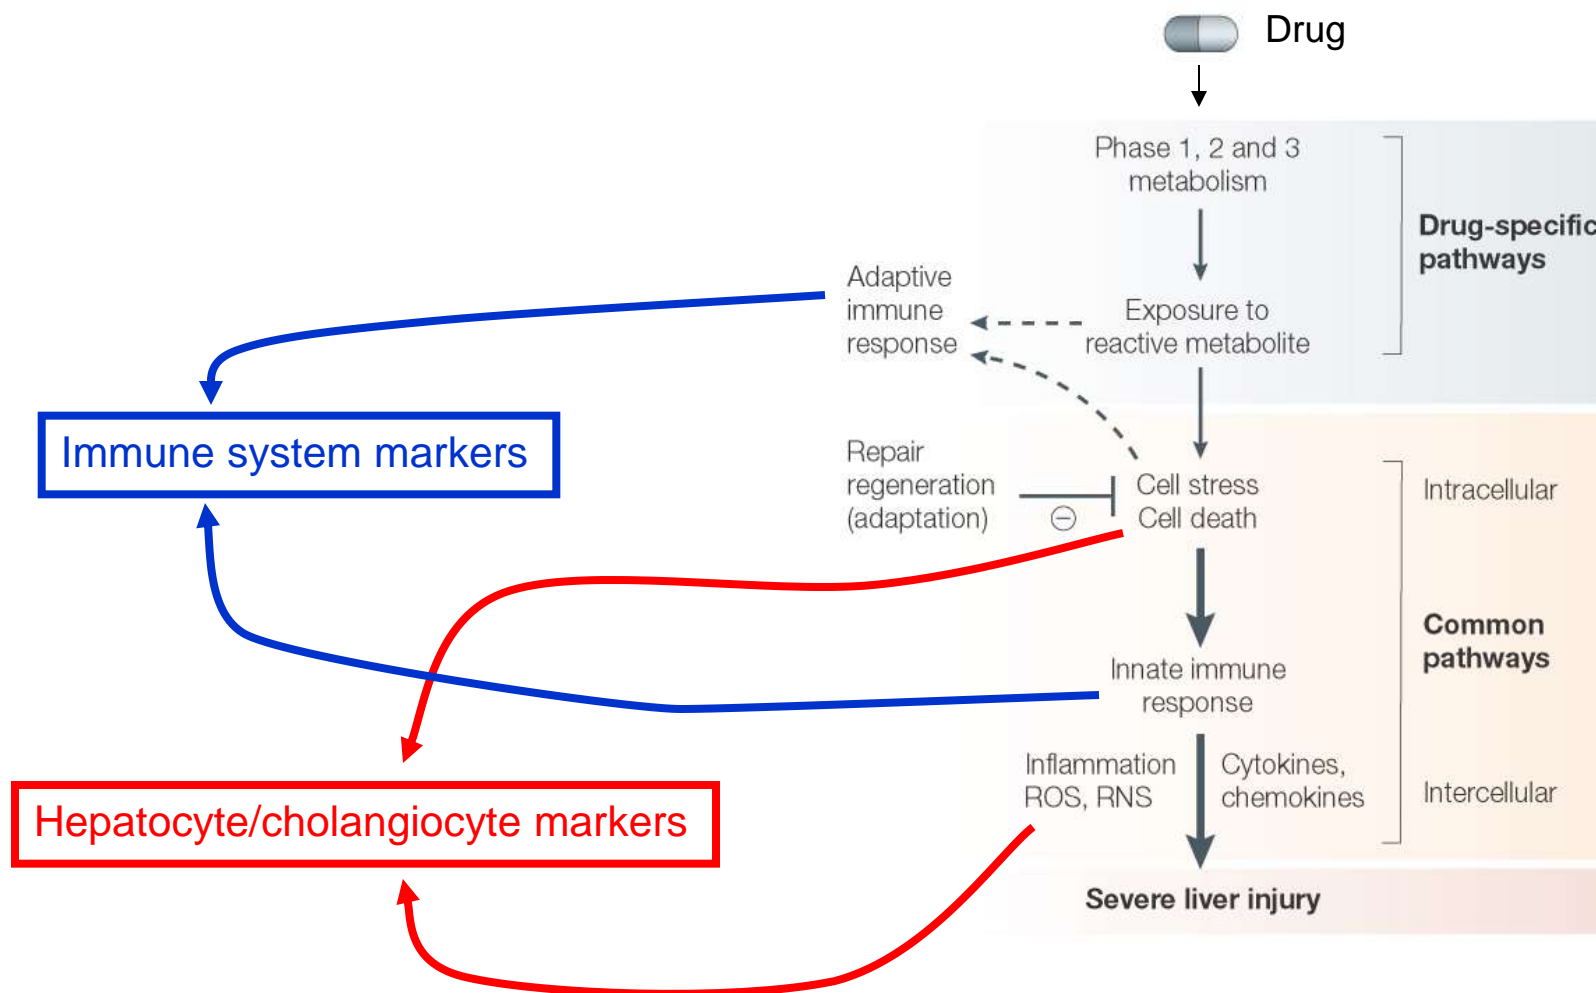 Drug
Phase 1, 2 and 3
metabolism
Drug-specific
pathways
Adaptive
immune
response
Exposure to
reactive metabolite
Immune system markers
Repair
regeneration
(adaptation)
Cell stress
Cell death
Intracellular
Common
pathways
Innate immune
response
Inflammation
ROS, RNS
Cytokines,
chemokines
Intercellular
Hepatocyte/cholangiocyte markers
Severe liver injury